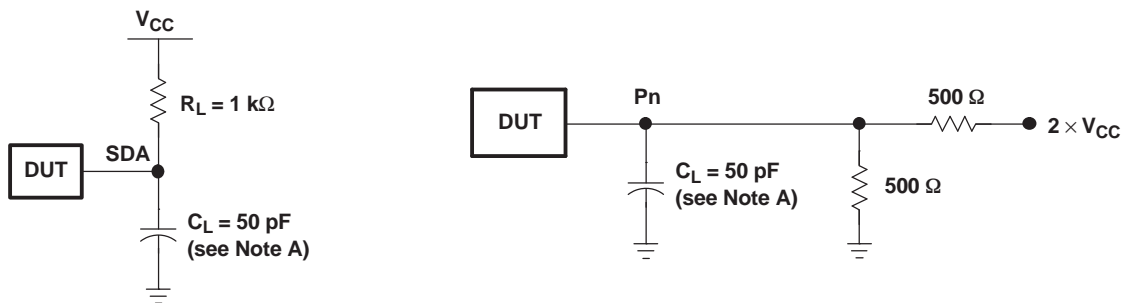 VCC
RL = 1 kΩ
DUT
SDA
CL = 50 pF
(see Note A)
DUT
Pn
500 Ω
2 × VCC
CL = 50 pF
(see Note A)
500 Ω